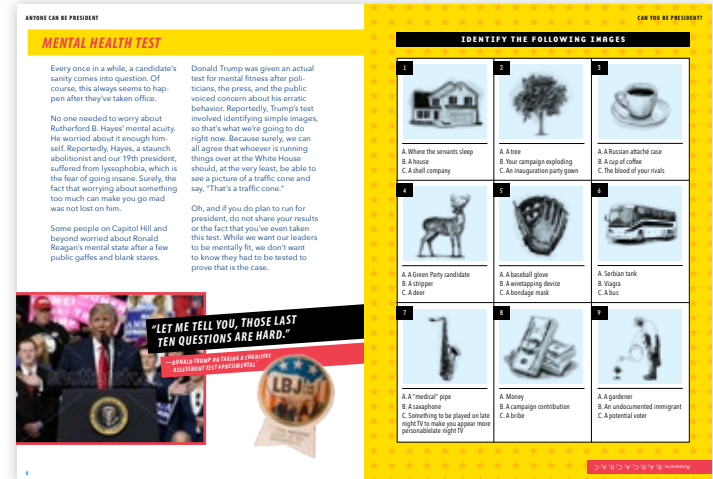 ANYONE CAN BE PRESIDENT
MENTAL HEALTH TEST
Every once in a while, a candidate's
sanity comes into question. Of
course, this always seems to hap-
pen after they've taken office.
No one needed to worry about
Rutherford B. Hayes' mental acuity.
He worried about it enough him-
self. Reportedly, Hayes, a staunch
abolitionist and our 19th president,
suffered from lyssophobia, which is
the fear of going insane. Surely, the
fact that worrying about something
too much can make you go mad
was not lost on him.
Some people on Capitol Hill and
beyond worried about Ronald
Reagan's mental state after a few
public gaffes and blank stares.
Donald Trump was given an actual
test for mental fitness after poli-
ticians, the press, and the public
voiced concern about his erratic
behavior. Reportedly, Trump's test
involved identifying simple images,
so that's what we're going to do
right now. Because surely, we can
all agree that whoever is running
things over at the White House
should, at the very least, be able to
see a picture of a traffic cone and
say, "That's a traffic cone."
Oh, and if you do plan to run for
president, do not share your results
or the fact that you've even taken
this test. While we want our leaders
to be mentally fit, we don't want
to know they had to be tested to
prove that is the case.
"LET ME TELL YOU, THOSE LAST
TEN QUESTIONS ARE HARD."
—DONALD TRUMP ON TAKING A COGNITIVE
ASSESSMENT TEST #PRESIMENTAL
LBJ
6
CAN YOU BE PRESIDENT?
IDENTIFY THE FOLLOWING IMAGES
1
A. Where the servants sleep
B. A house
C. A shell company
2
A. A tree
B. Your campaign exploding
C. An inauguration party gown
3
A. A Russian attaché case
B. A cup of coffee
C. The blood of your rivals
4
A. A Green Party candidate
B. A stripper
C. A deer
5
A. A baseball glove
B. A wiretapping device
C. A bondage mask
6
A. Serbian tank
B. Viagra
C. A bus
7
A. A "medical" pipe
B. A saxaphone
C. Something to be played on late
night TV to make you appear more
personablelate night TV
8
A. Money
B. A campaign contribution
C. A bribe
9
A. A gardener
B. An undocumented immigrant
C. A potential voter
Answers: B; A; B; C; A; C; B; A; C